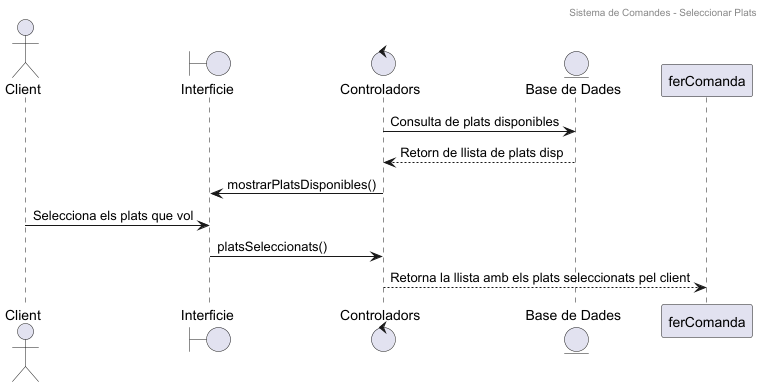 Sistema de Comandes - Seleccionar Plats
Client
Interfície
Controladors
Base de Dades
ferComanda
Consulta de plats disponibles
Retorn de llista de plats disp
mostrarPlatsDisponibles()
Selecciona els plats que vol
platsSeleccionats()
Retorna la llista amb els plats seleccionats pel client
Client
Interfície
Controladors
Base de Dades
ferComanda